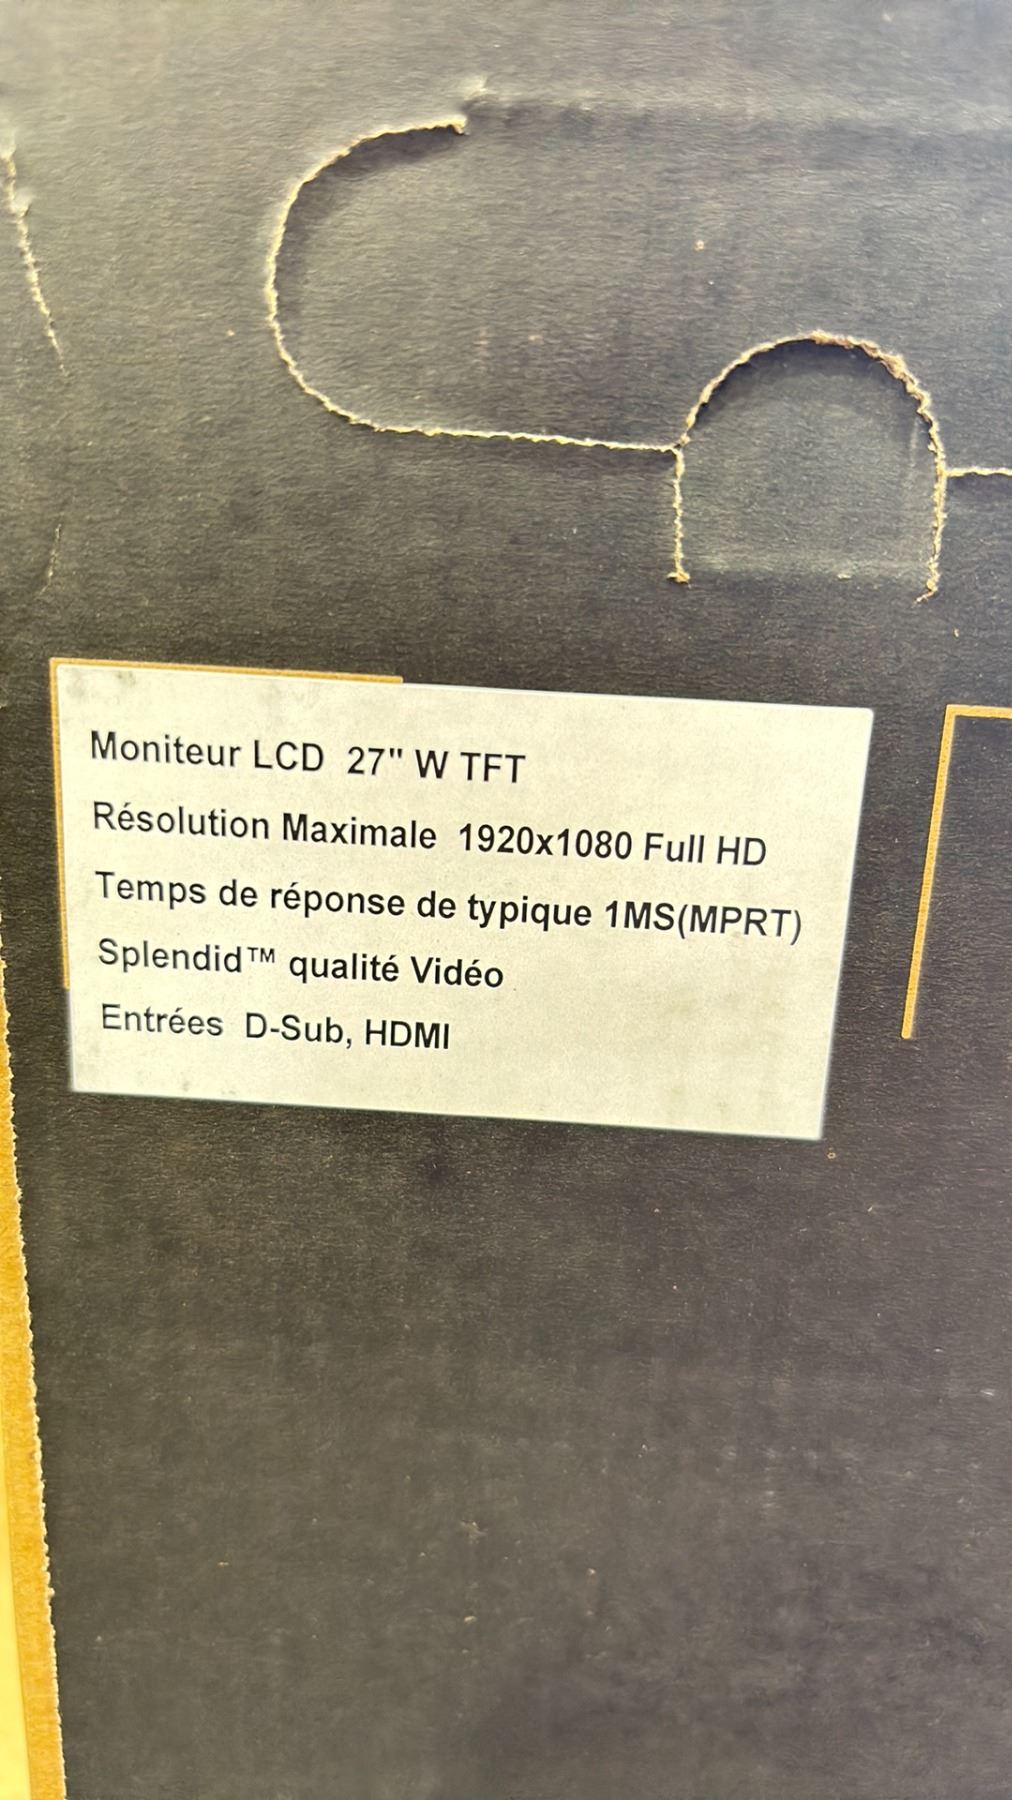 Moniteur LCD 27" W TFT
Résolution Maximale 1920x1080 Full HD
Temps de réponse de typique 1MS(MPRT)
Splendid™ qualité Vidéo
Entrées D-Sub, HDMI